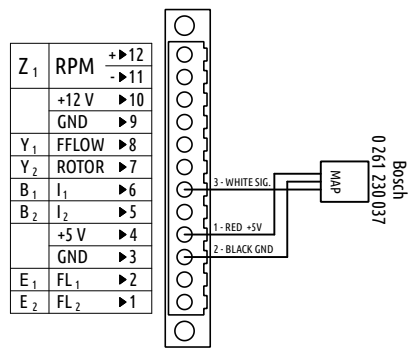 Z₁ RPM +▶12
-▶11
+12 V ▶10
GND ▶9
Y₁ FFLOW ▶8
Y₂ ROTOR ▶7
B₁ I₁ ▶6
B₂ I₂ ▶5
+5 V ▶4
GND ▶3
E₁ FL₁ ▶2
E₂ FL₂ ▶1
3 - WHITE SIG.
1 - RED +5V
2 - BLACK GND
MAP
Bosch
0 261 230 037